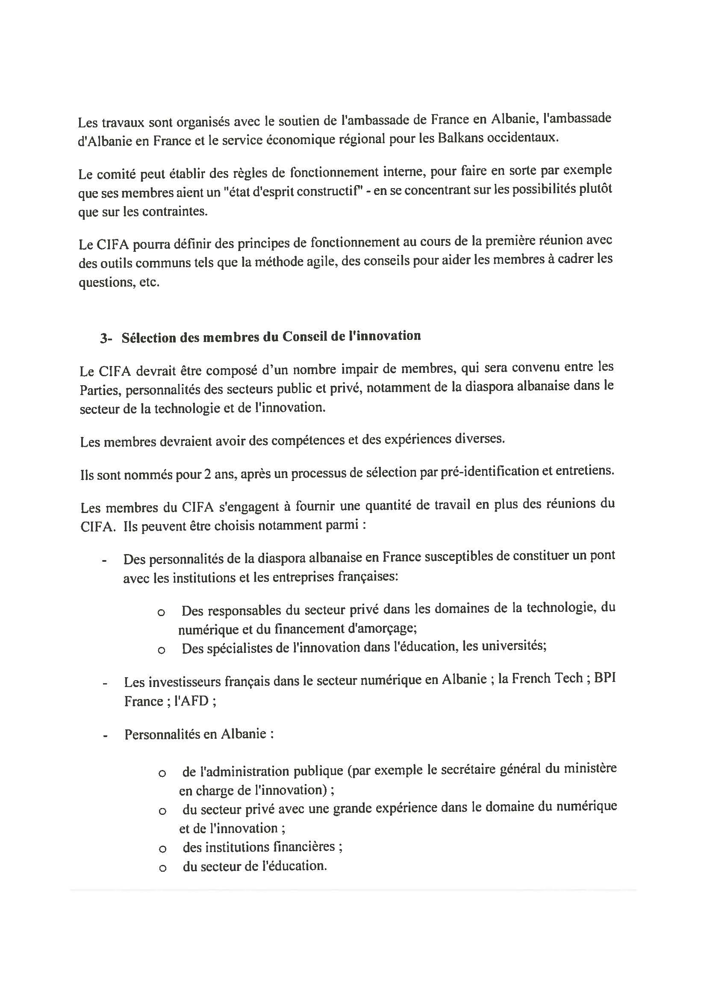 Les travaux sont organisés avec le soutien de l'ambassade de France en Albanie, l'ambassade
d'Albanie en France et le service économique régional pour les Balkans occidentaux.
Le comité peut établir des règles de fonctionnement interne, pour faire en sorte par exemple
que ses membres aient un "état d'esprit constructif" - en se concentrant sur les possibilités plutôt
que sur les contraintes.
Le CIFA pourra définir des principes de fonctionnement au cours de la première réunion avec
des outils communs tels que la méthode agile, des conseils pour aider les membres à cadrer les
questions, etc.
3- Sélection des membres du Conseil de l'innovation
Le CIFA devrait être composé d’un nombre impair de membres, qui sera convenu entre les
Parties, personnalités des secteurs public et privé, notamment de la diaspora albanaise dans le
secteur de la technologie et de l'innovation.
Les membres devraient avoir des compétences et des expériences diverses.
Ils sont nommés pour 2 ans, après un processus de sélection par pré-identification et entretiens.
Les membres du CIFA s'engagent à fournir une quantité de travail en plus des réunions du
CIFA. Ils peuvent être choisis notamment parmi :
- Des personnalités de la diaspora albanaise en France susceptibles de constituer un pont
avec les institutions et les entreprises françaises:
o Des responsables du secteur privé dans les domaines de la technologie, du
numérique et du financement d'amorçage;
o Des spécialistes de l'innovation dans l'éducation, les universités;
- Les investisseurs français dans le secteur numérique en Albanie ; la French Tech ; BPI
France ; l'AFD ;
- Personnalités en Albanie :
o de l'administration publique (par exemple le secrétaire général du ministère
en charge de l'innovation) ;
o du secteur privé avec une grande expérience dans le domaine du numérique
et de l'innovation ;
o des institutions financières ;
o du secteur de l'éducation.